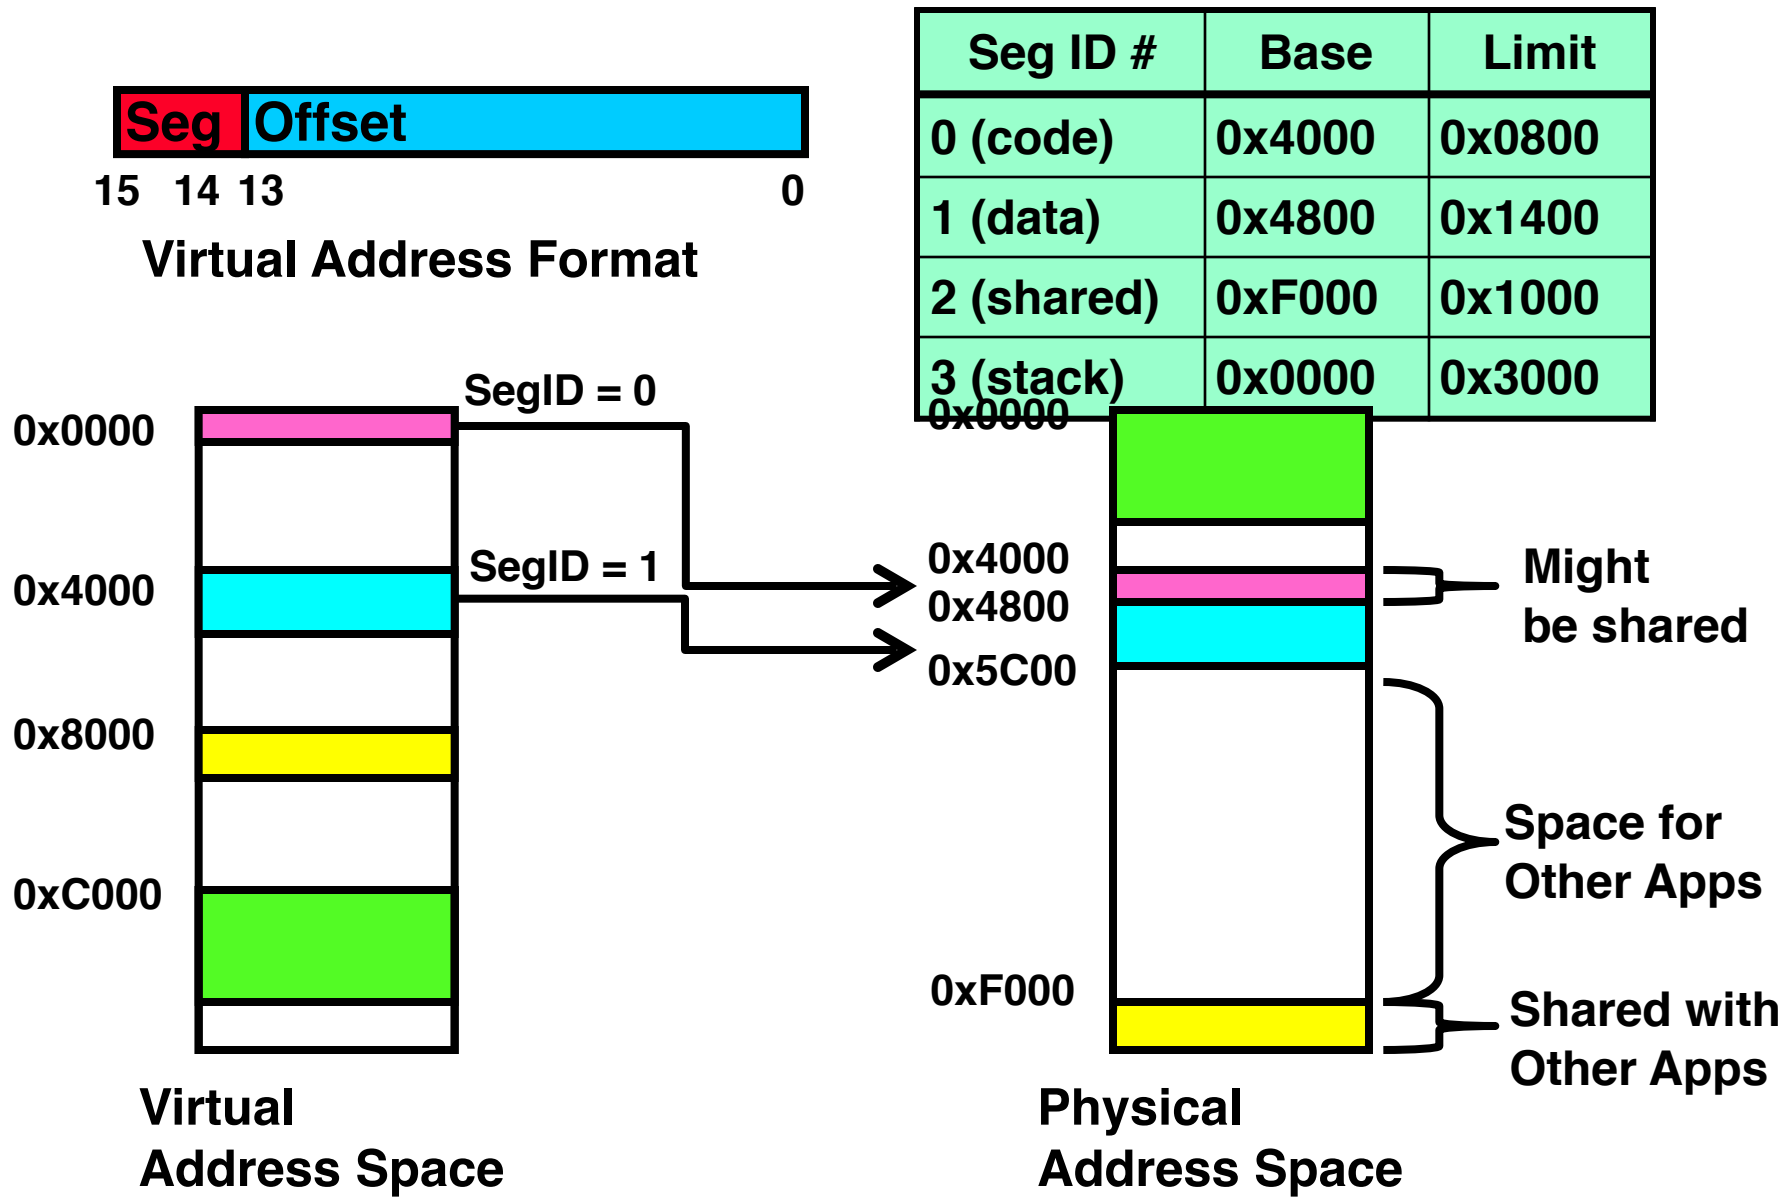 Seg ID # Base Limit
0 (code) 0x4000 0x0800
1 (data) 0x4800 0x1400
2 (shared) 0xF000 0x1000
3 (stack) 0x0000 0x3000
Seg Offset
15 14 13 0
Virtual Address Format
SegID = 0
SegID = 1
0x0000
0x4000
0x8000
0xC000
Virtual
Address Space
0x0000
0x4000
0x4800
0x5C00
0xF000
Might
be shared
Space for
Other Apps
Shared with
Other Apps
Physical
Address Space